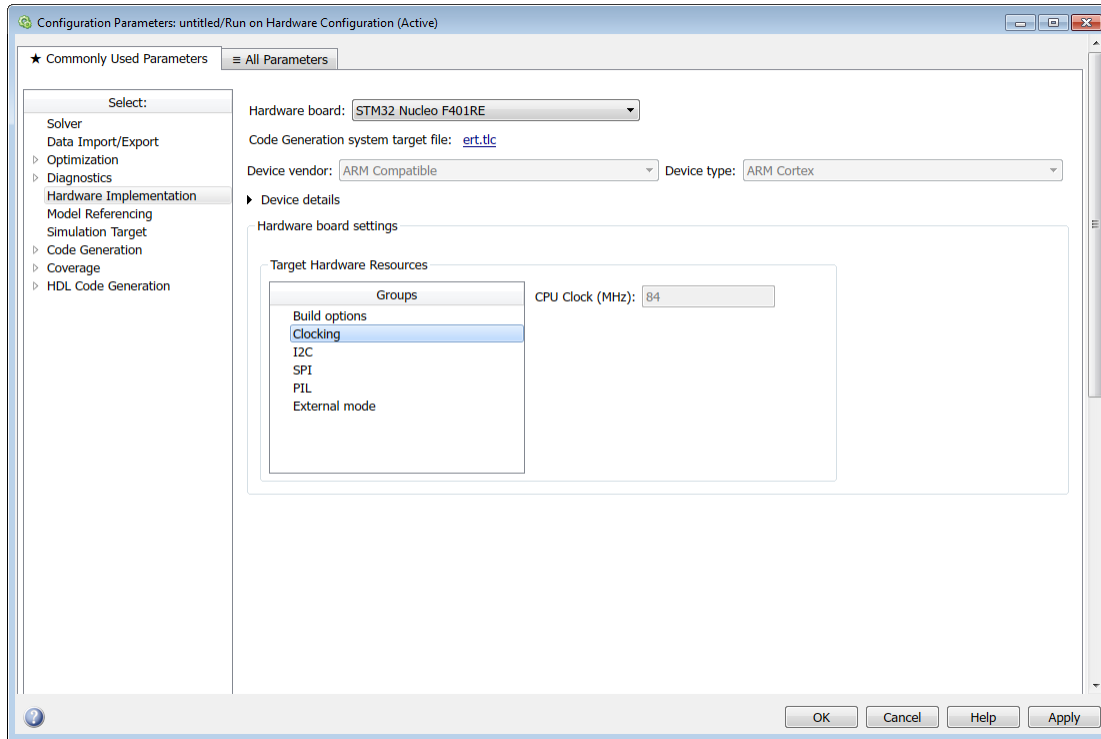 Configuration Parameters: untitled/Run on Hardware Configuration (Active)
★ Commonly Used Parameters
≡ All Parameters
Select:
Solver
Data Import/Export
Optimization
Diagnostics
Hardware Implementation
Model Referencing
Simulation Target
Code Generation
Coverage
HDL Code Generation
Hardware board: STM32 Nucleo F401RE
Code Generation system target file: ert.tlc
Device vendor: ARM Compatible Device type: ARM Cortex
Device details
Hardware board settings
Target Hardware Resources
Groups
Build options
Clocking
I2C
SPI
PIL
External mode
CPU Clock (MHz): 84
OK Cancel Help Apply